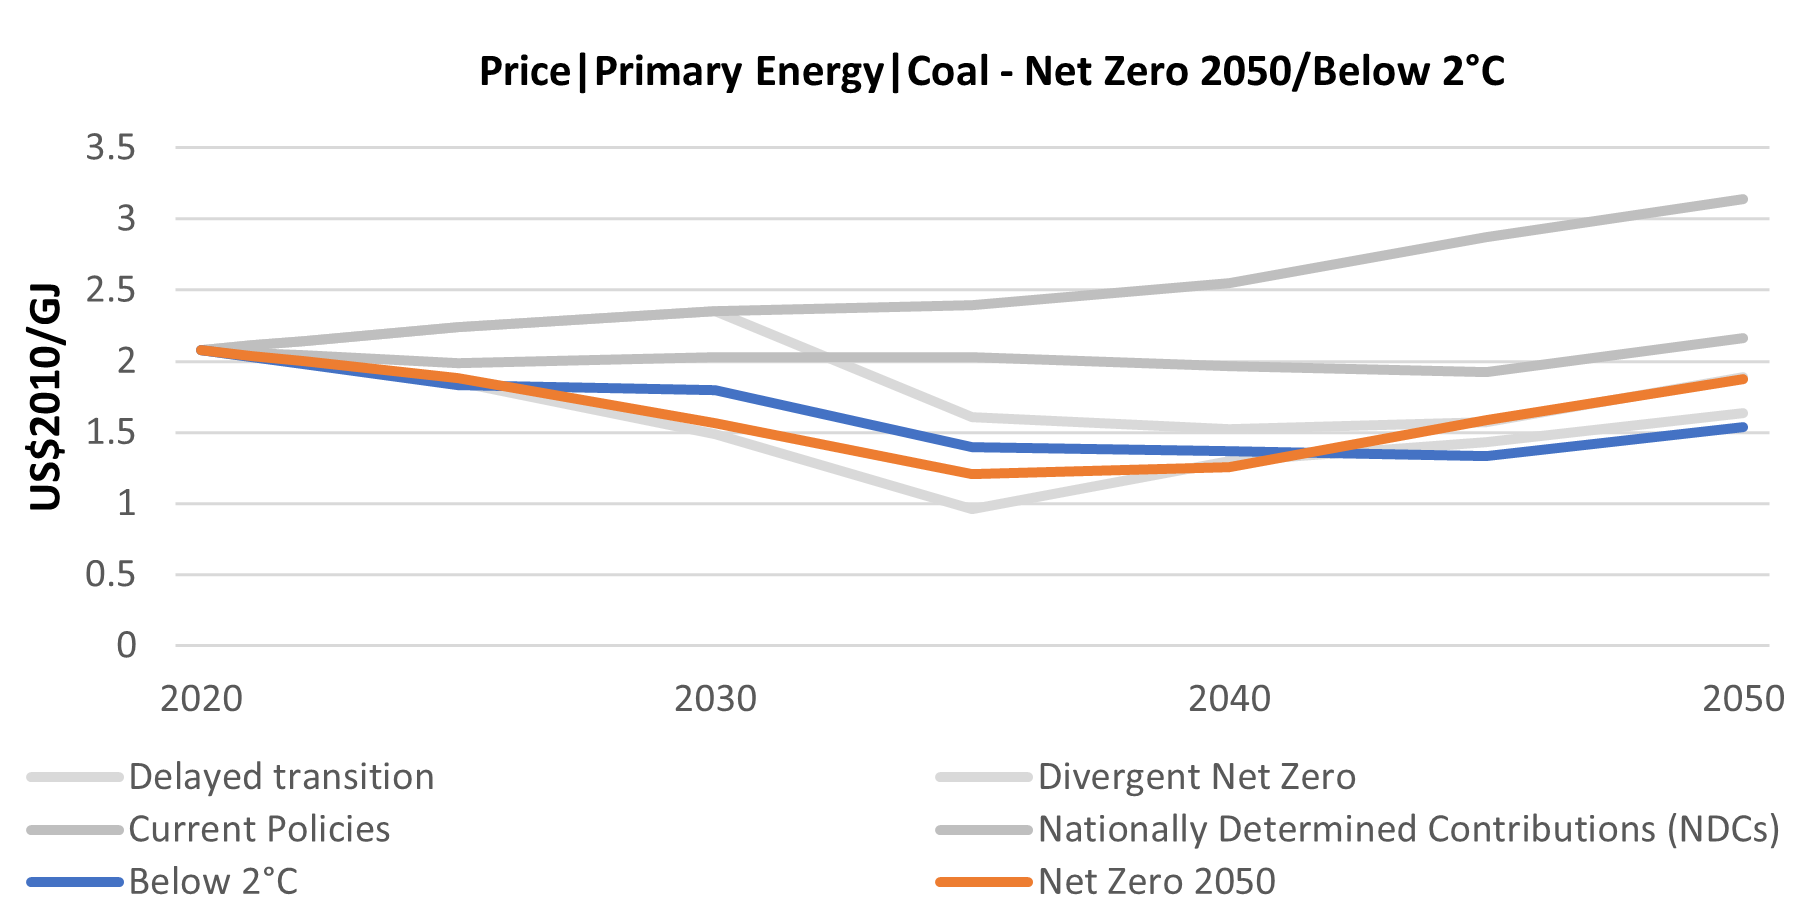 Price|Primary Energy|Coal - Net Zero 2050/Below 2°C
US$2010/GJ
3.5
3
2.5
2
1.5
1
0.5
0
2020 2030 2040 2050
Delayed transition Divergent Net Zero
Current Policies Nationally Determined Contributions (NDCs)
Below 2°C Net Zero 2050